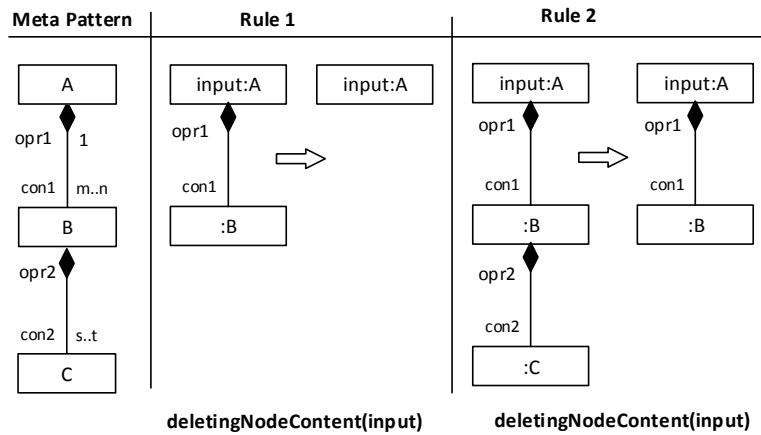 Meta Pattern
Rule 1
Rule 2
A
opr1
1
con1
m..n
B
opr2
con2
s..t
C
input:A
opr1
con1
:B
input:A
deletingNodeContent(input)
input:A
opr1
con1
:B
opr2
con2
:C
input:A
opr1
con1
:B
deletingNodeContent(input)